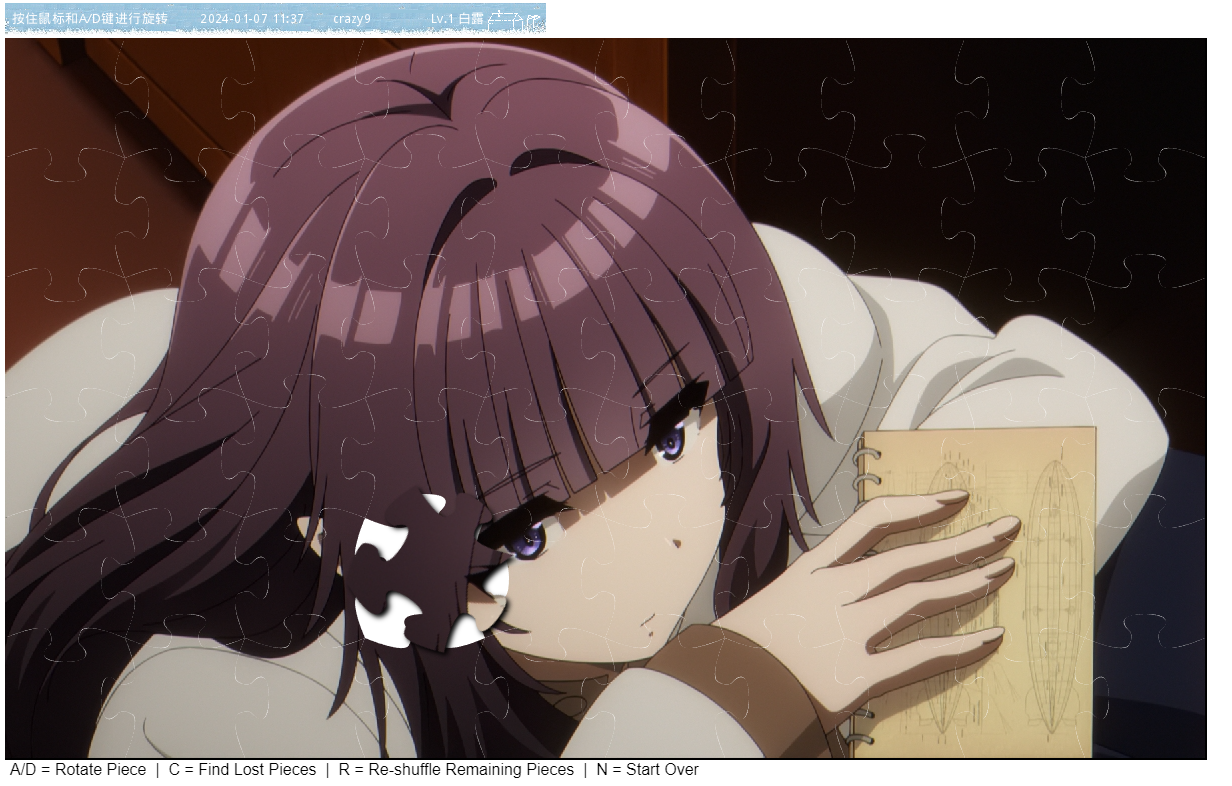 按住鼠标和A/D键进行旋转 2024-01-07 11:37 crazy9 Lv.1 白露
A/D = Rotate Piece | C = Find Lost Pieces | R = Re-shuffle Remaining Pieces | N = Start Over